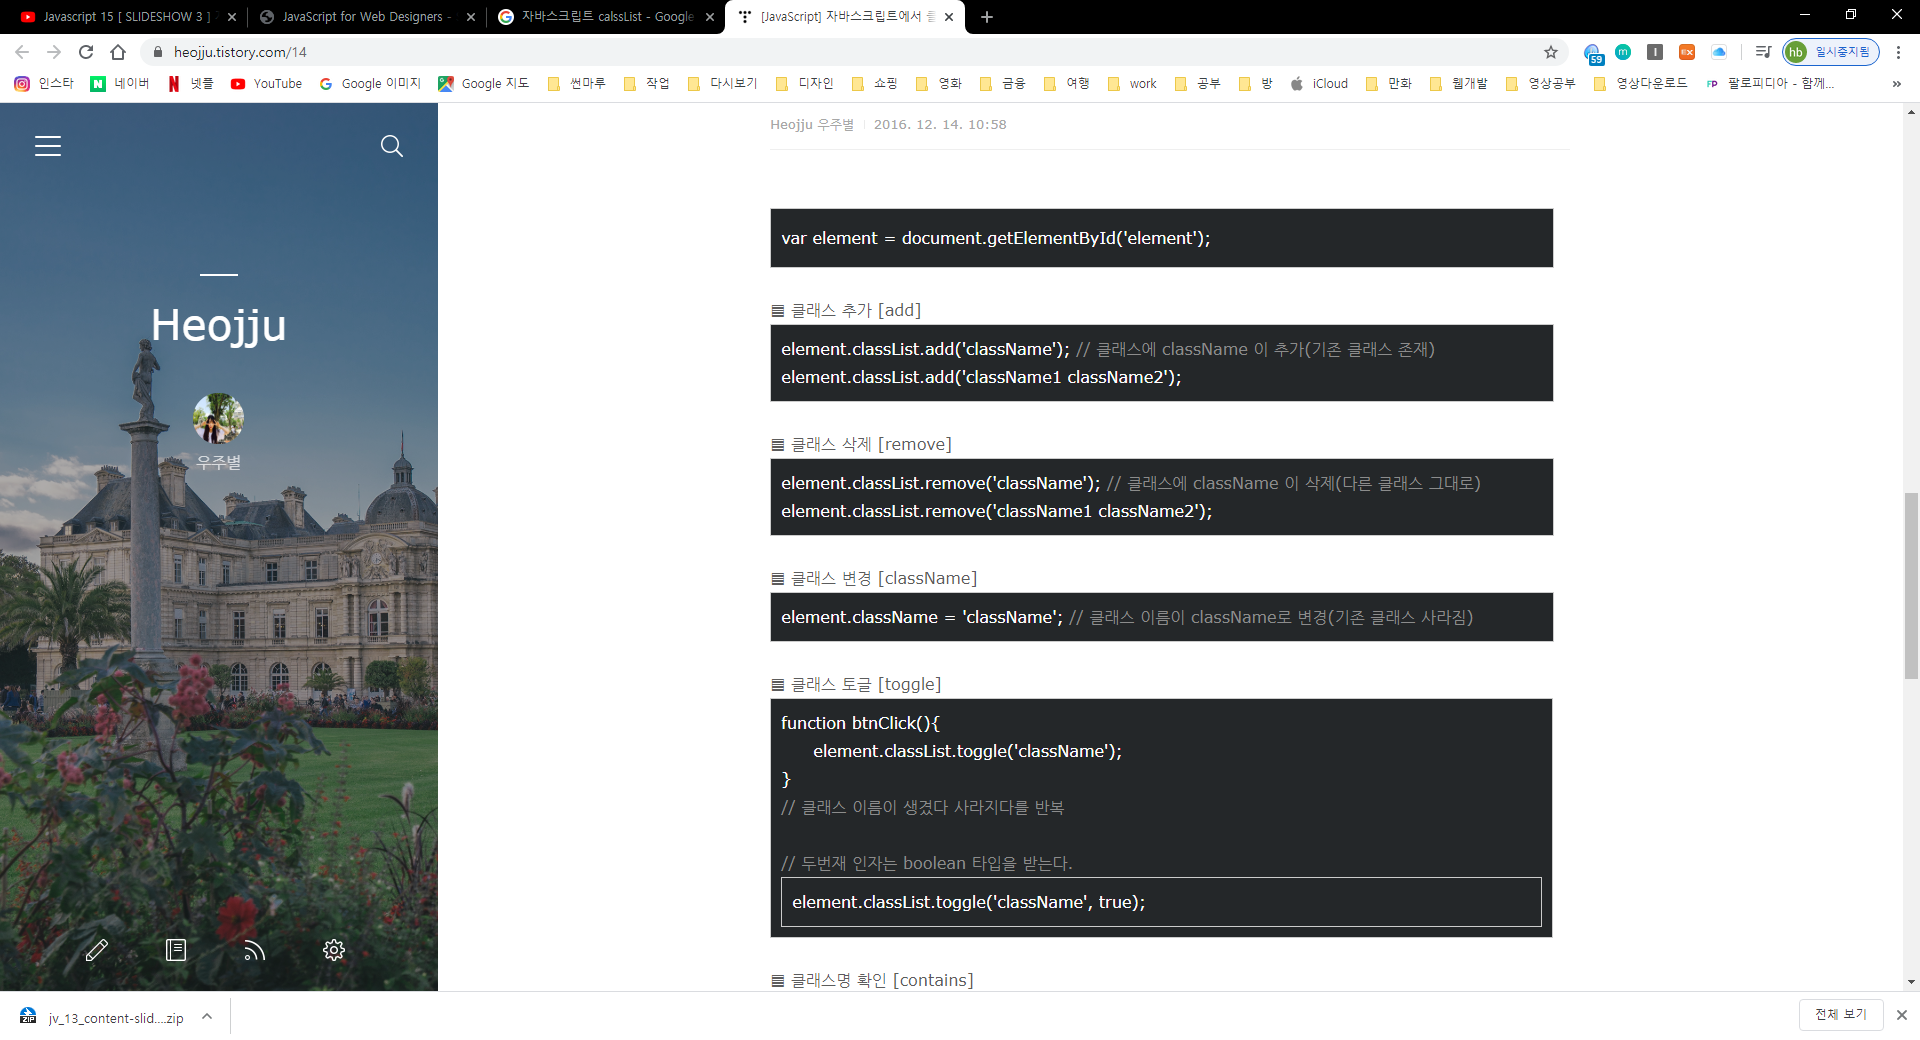 Javascript 15 [ SLIDESHOW 3 ]
JavaScript for Web Designers -
자바스크립트 calssList - Google
[JavaScript] 자바스크립트에서 클
heojju.tistory.com/14
59
m
hb 일시중지됨
인스타
네이버
넷플
YouTube
Google 이미지
Google 지도
썬마루
작업
다시보기
디자인
쇼핑
영화
금융
여행
work
공부
방
iCloud
만화
웹개발
영상공부
영상다운로드
FP 팔로피디아 - 함께...
»
Heojju
우주별
Heojju 우주별 | 2016. 12. 14. 10:58
var element = document.getElementById('element');
▤ 클래스 추가 [add]
element.classList.add('className'); // 클래스에 className 이 추가(기존 클래스 존재)
element.classList.add('className1 className2');
▤ 클래스 삭제 [remove]
element.classList.remove('className'); // 클래스에 className 이 삭제(다른 클래스 그대로)
element.classList.remove('className1 className2');
▤ 클래스 변경 [className]
element.className = 'className'; // 클래스 이름이 className로 변경(기존 클래스 사라짐)
▤ 클래스 토글 [toggle]
function btnClick(){
element.classList.toggle('className');
}
// 클래스 이름이 생겼다 사라지다를 반복
// 두번재 인자는 boolean 타입을 받는다.
element.classList.toggle('className', true);
▤ 클래스명 확인 [contains]
ZIP
jv_13_content-slid....zip
전체 보기